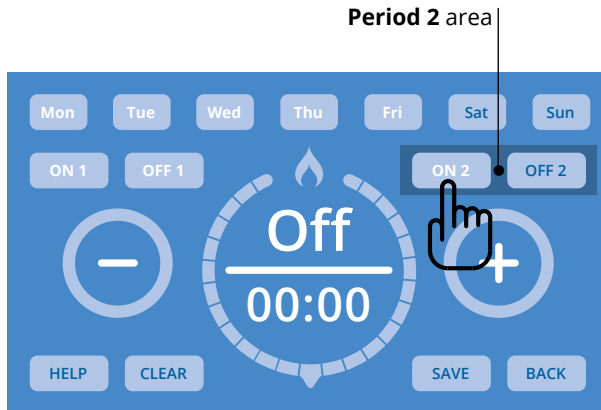 Period 2 area
Mon Tue Wed Thu Fri Sat Sun
ON 1 OFF 1 ON 2 OFF 2
Off
00:00
HELP CLEAR SAVE BACK